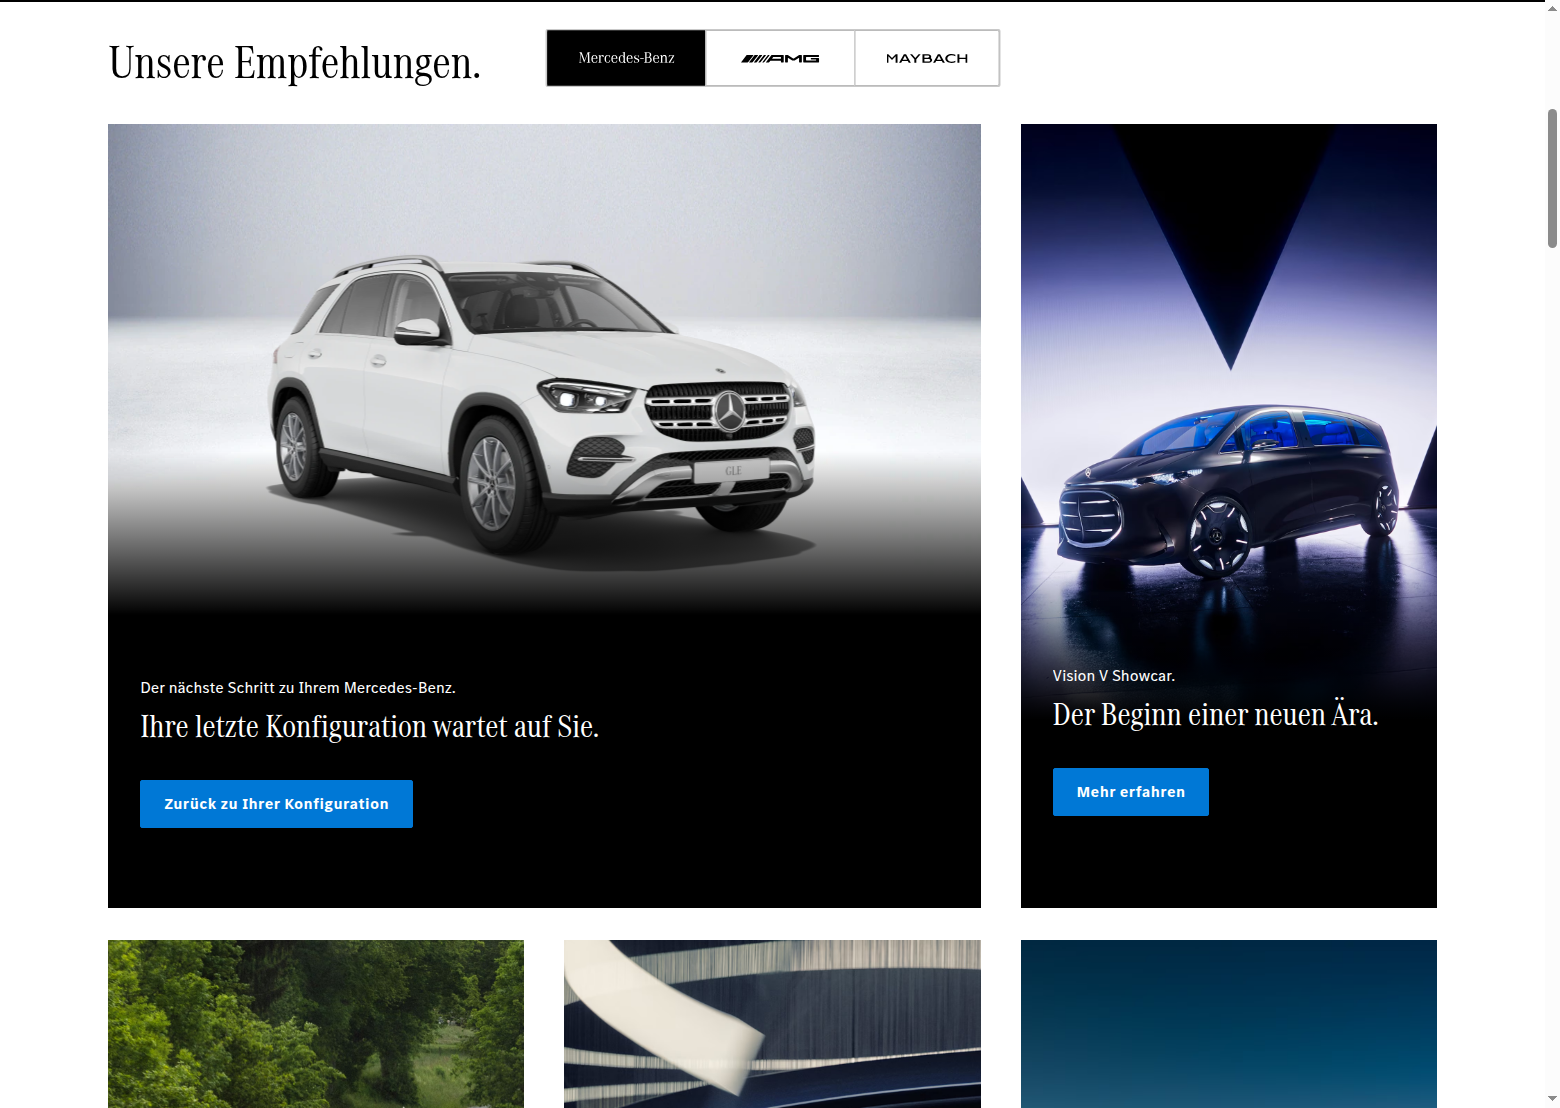 Unsere Empfehlungen.
Mercedes-Benz
AMG
MAYBACH
GLE
Der nächste Schritt zu Ihrem Mercedes-Benz.
Ihre letzte Konfiguration wartet auf Sie.
Zurück zu Ihrer Konfiguration
Vision V Showcar.
Der Beginn einer neuen Ära.
Mehr erfahren